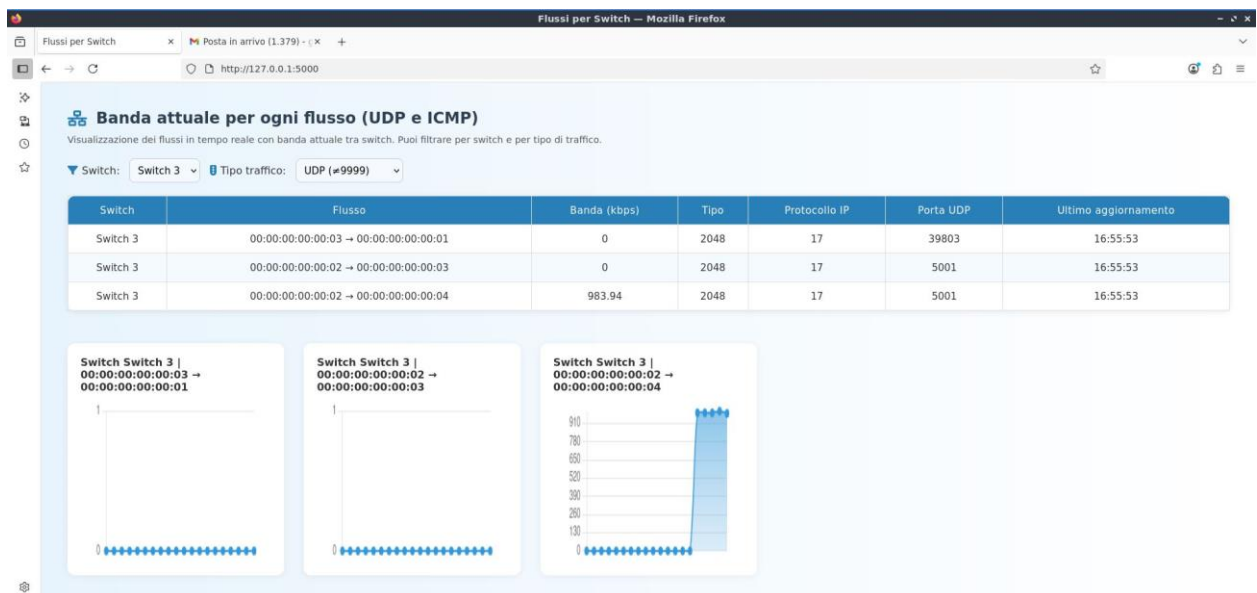 Flussi per Switch — Mozilla Firefox
Flussi per Switch
Posta in arrivo (1.379) -
http://127.0.0.1:5000
Banda attuale per ogni flusso (UDP e ICMP)
Visualizzazione dei flussi in tempo reale con banda attuale tra switch. Puoi filtrare per switch e per tipo di traffico.
Switch: Switch 3 Tipo traffico: UDP (≠9999)
Switch Flusso Banda (kbps) Tipo Protocollo IP Porta UDP Ultimo aggiornamento
Switch 3 00:00:00:00:00:03 → 00:00:00:00:00:01 0 2048 17 39803 16:55:53
Switch 3 00:00:00:00:00:02 → 00:00:00:00:00:03 0 2048 17 5001 16:55:53
Switch 3 00:00:00:00:00:02 → 00:00:00:00:00:04 983.94 2048 17 5001 16:55:53
Switch Switch 3 |
00:00:00:00:00:03 →
00:00:00:00:00:01
1
0
Switch Switch 3 |
00:00:00:00:00:02 →
00:00:00:00:00:03
1
0
Switch Switch 3 |
00:00:00:00:00:02 →
00:00:00:00:00:04
910
780
650
520
390
260
130
0